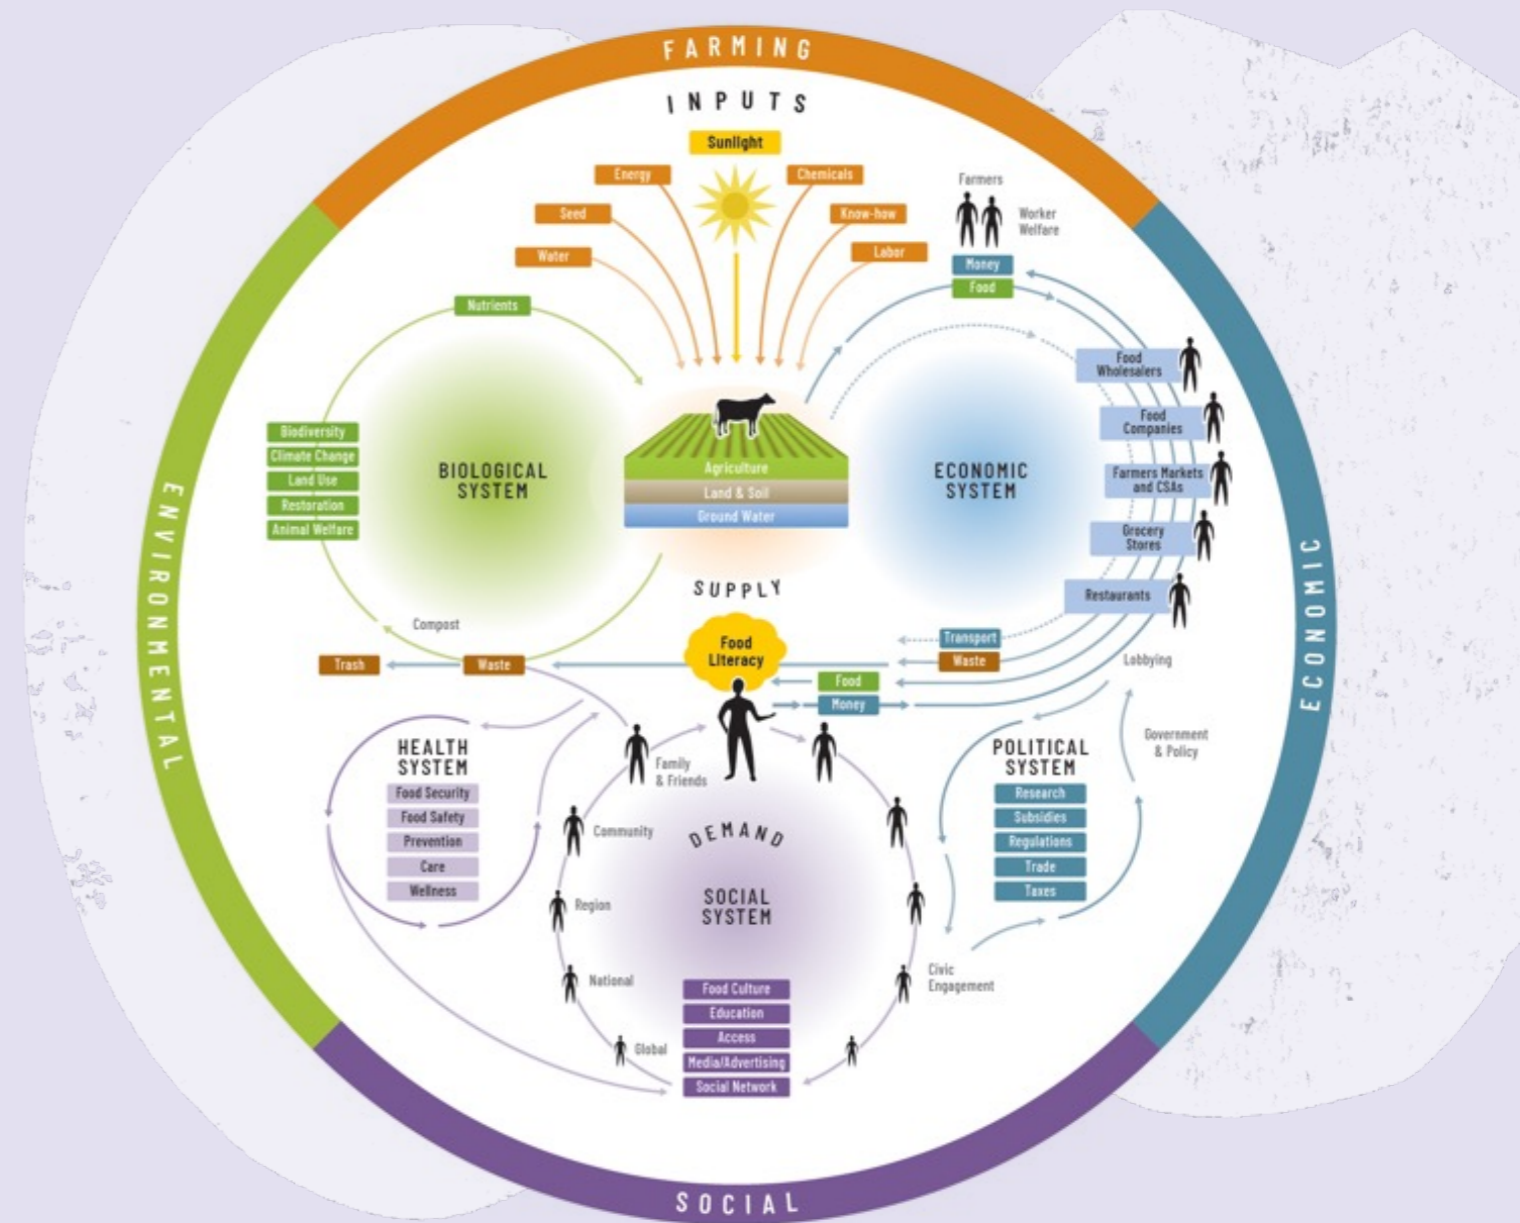 FARMING
INPUTS
Sunlight
Energy
Chemicals
Seed
Know-how
Water
Labor
Farmers
Worker
Welfare
Money
Food
Nutrients
Biodiversity
Climate Change
Land Use
Restoration
Animal Welfare
BIOLOGICAL
SYSTEM
Agriculture
Land & Soil
Ground Water
ECONOMIC
SYSTEM
Food
Wholesalers
Food
Companies
Farmers Markets
and CSAs
Grocery
Stores
Restaurants
ENVIRONMENTAL
ECONOMIC
SUPPLY
Compost
Trash
Waste
Food
Literacy
Transport
Waste
Food
Money
Lobbying
HEALTH
SYSTEM
Food Security
Food Safety
Prevention
Care
Wellness
Family
& Friends
Community
Region
National
Global
DEMAND
SOCIAL
SYSTEM
Food Culture
Education
Access
Media/Advertising
Social Network
POLITICAL
SYSTEM
Research
Subsidies
Regulations
Trade
Taxes
Government
& Policy
Civic
Engagement
SOCIAL